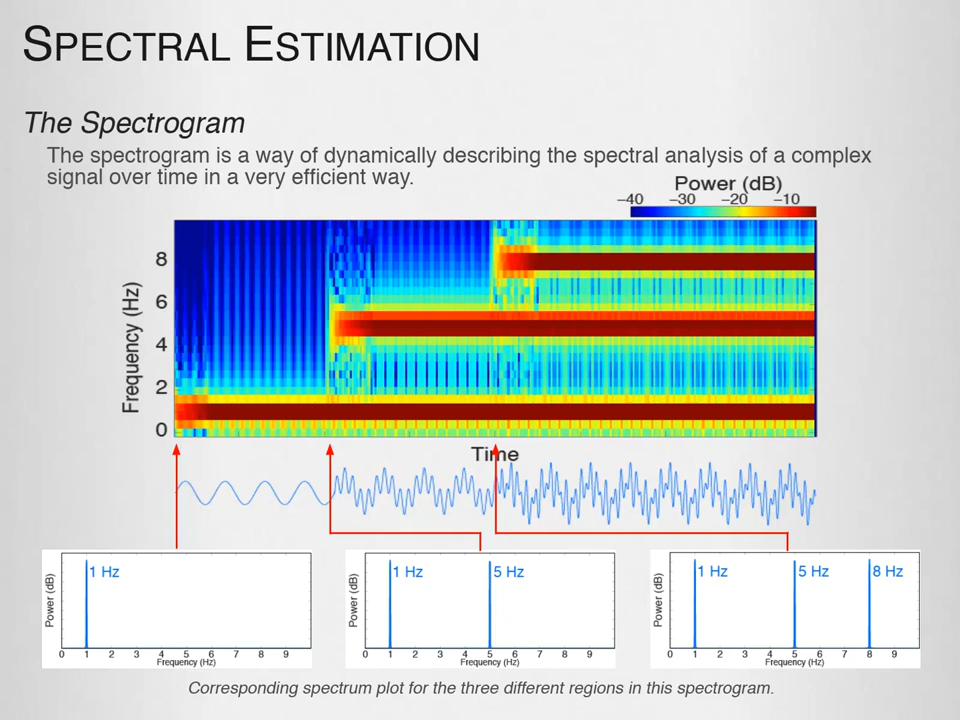 SPECTRAL ESTIMATION
The Spectrogram
The spectrogram is a way of dynamically describing the spectral analysis of a complex
signal over time in a very efficient way.
Power (dB)
−40 −30 −20 −10
Frequency (Hz)
8
6
4
2
0
Time
Power (dB)
1 Hz
0 1 2 3 4 5 6 7 8 9
Frequency (Hz)
Power (dB)
1 Hz 5 Hz
0 1 2 3 4 5 6 7 8 9
Frequency (Hz)
Power (dB)
1 Hz 5 Hz 8 Hz
0 1 2 3 4 5 6 7 8 9
Frequency (Hz)
Corresponding spectrum plot for the three different regions in this spectrogram.